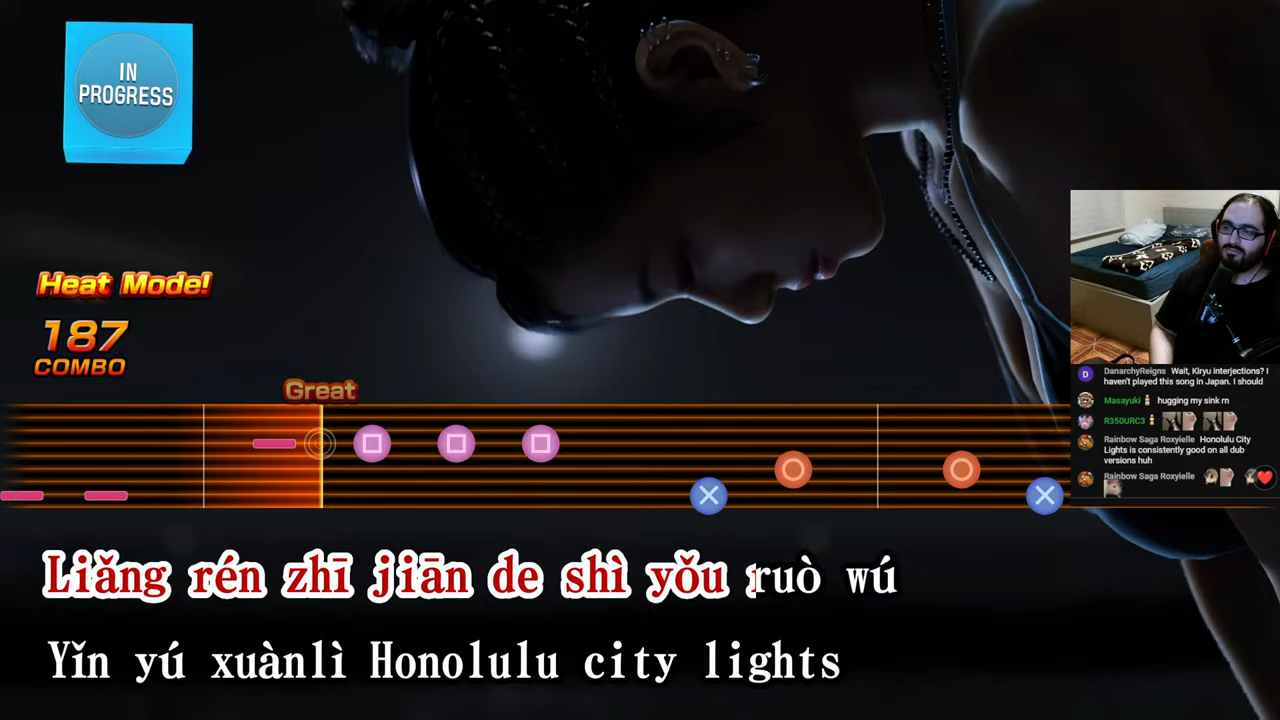 IN
PROGRESS
Heat Mode!
187
COMBO
Great
D DanarchyReigns Wait, Kiryu interjections? I
haven't played this song in Japan. I should
Masayuki hugging my sink rn
R350URC3
Rainbow Saga Roxyielle Honolulu City
Lights is consistently good on all dub
versions huh
Rainbow Saga Roxyielle
Liǎng rén zhī jiān de shì yǒu ruò wú
Yǐn yú xuànlì Honolulu city lights